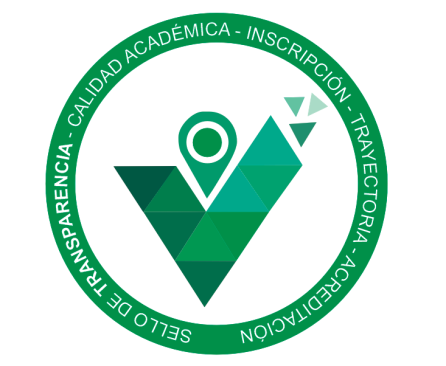 SELLO DE TRANSPARENCIA - CALIDAD ACADÉMICA - INSCRIPCIÓN - TRAYECTORIA - ACREDITACIÓN